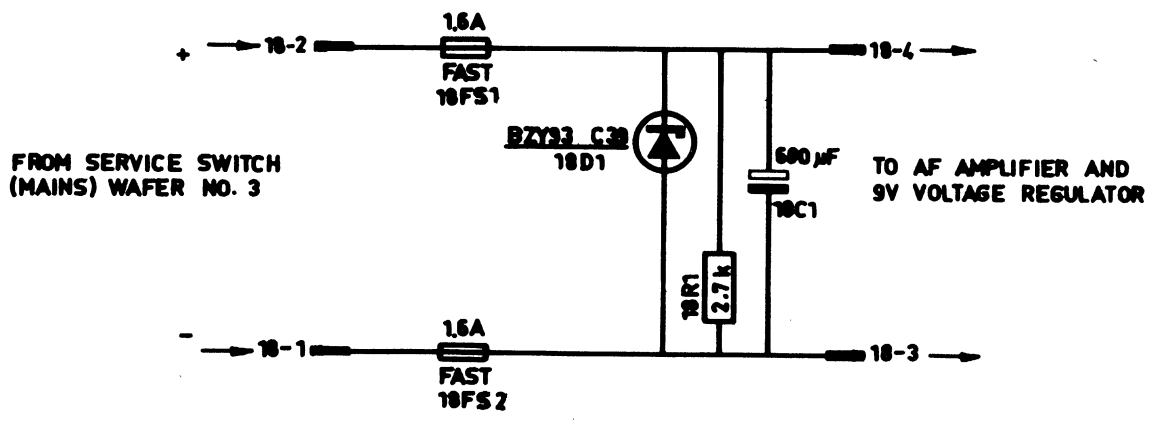 1,6A
+ 18-2
18-4
FAST
18FS1
BZY93 C39
18D1
680 µF
18C1
FROM SERVICE SWITCH
(MAINS) WAFER NO. 3
TO AF AMPLIFIER AND
9V VOLTAGE REGULATOR
18R1
2.7 k
1,6A
- 18-1
18-3
FAST
18FS2